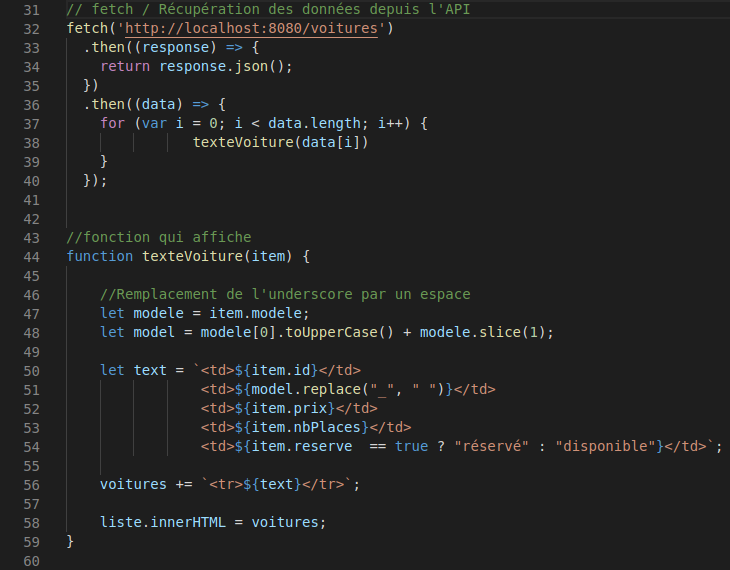 31 // fetch / Récupération des données depuis l'API
32 fetch('http://localhost:8080/voitures')
33   .then((response) => {
34     return response.json();
35   })
36   .then((data) => {
37     for (var i = 0; i < data.length; i++) {
38                texteVoiture(data[i])
39     }
40   });
41
42
43 //fonction qui affiche
44 function texteVoiture(item) {
45
46     //Remplacement de l'underscore par un espace
47     let modele = item.modele;
48     let model = modele[0].toUpperCase() + modele.slice(1);
49
50     let text = `<td>${item.id}</td>
51                 <td>${model.replace("_", " ")}</td>
52                 <td>${item.prix}</td>
53                 <td>${item.nbPlaces}</td>
54                 <td>${item.reserve  == true ? "réservé" : "disponible"}</td>`;
55
56     voitures += `<tr>${text}</tr>`;
57
58     liste.innerHTML = voitures;
59 }
60